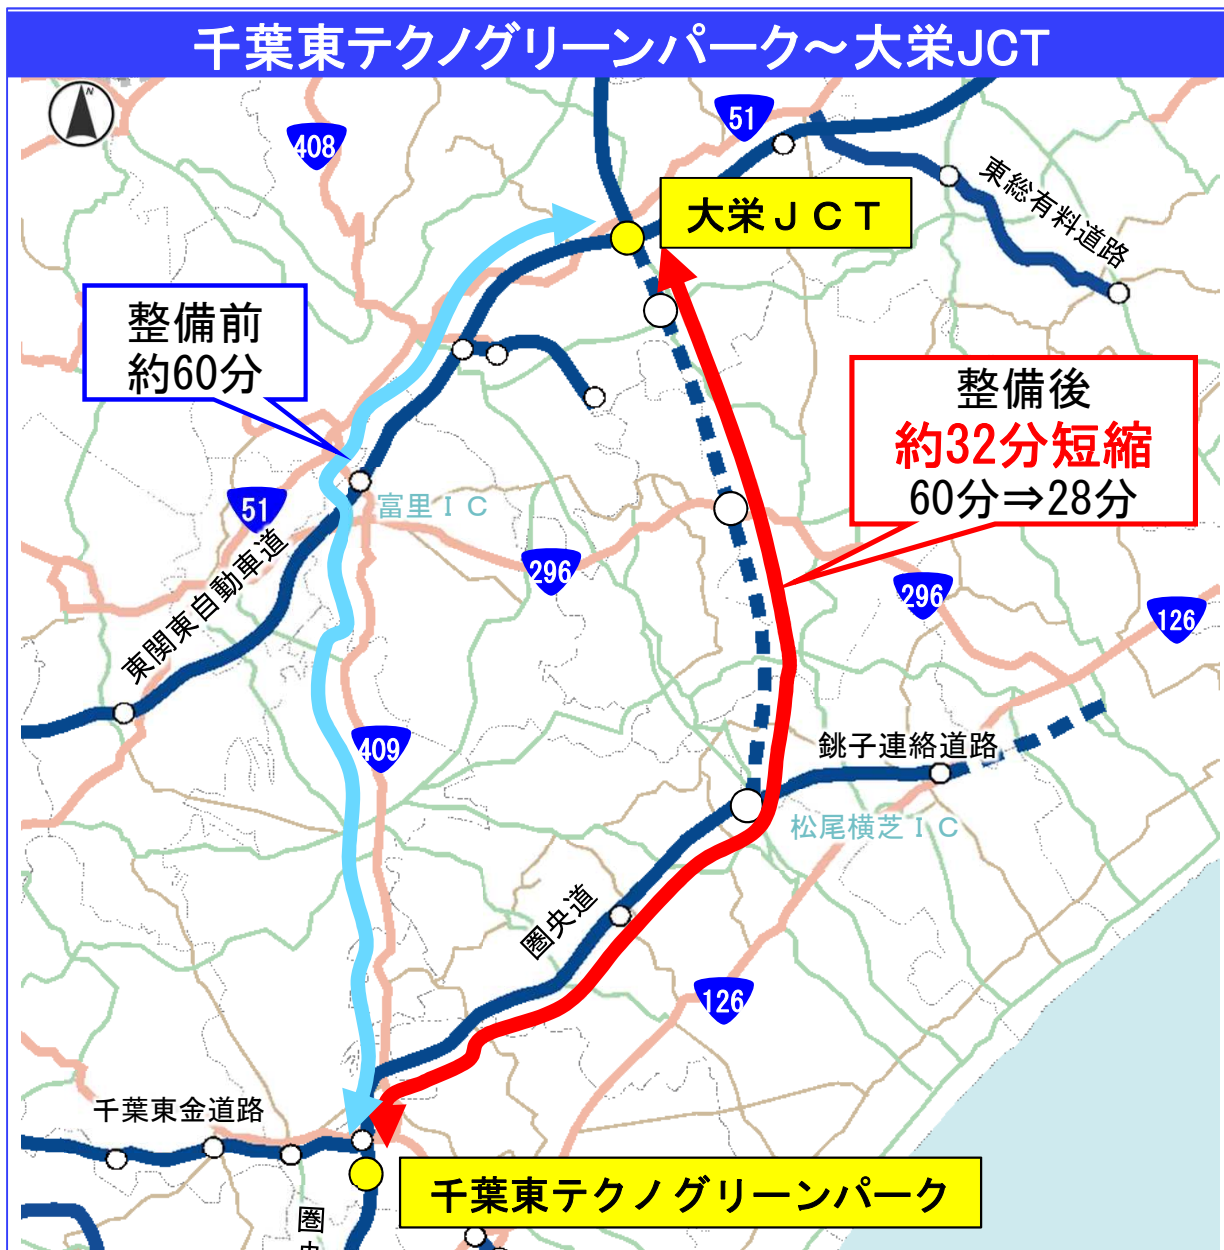 千葉東テクノグリーンパーク～大栄JCT
N
408
51
大栄ＪＣＴ
東総有料道路
整備前
約60分
整備後
約32分短縮
60分⇒28分
51
富里ＩＣ
東関東自動車道
296
296
126
409
銚子連絡道路
松尾横芝ＩＣ
圏央道
126
千葉東金道路
千葉東テクノグリーンパーク
圏央